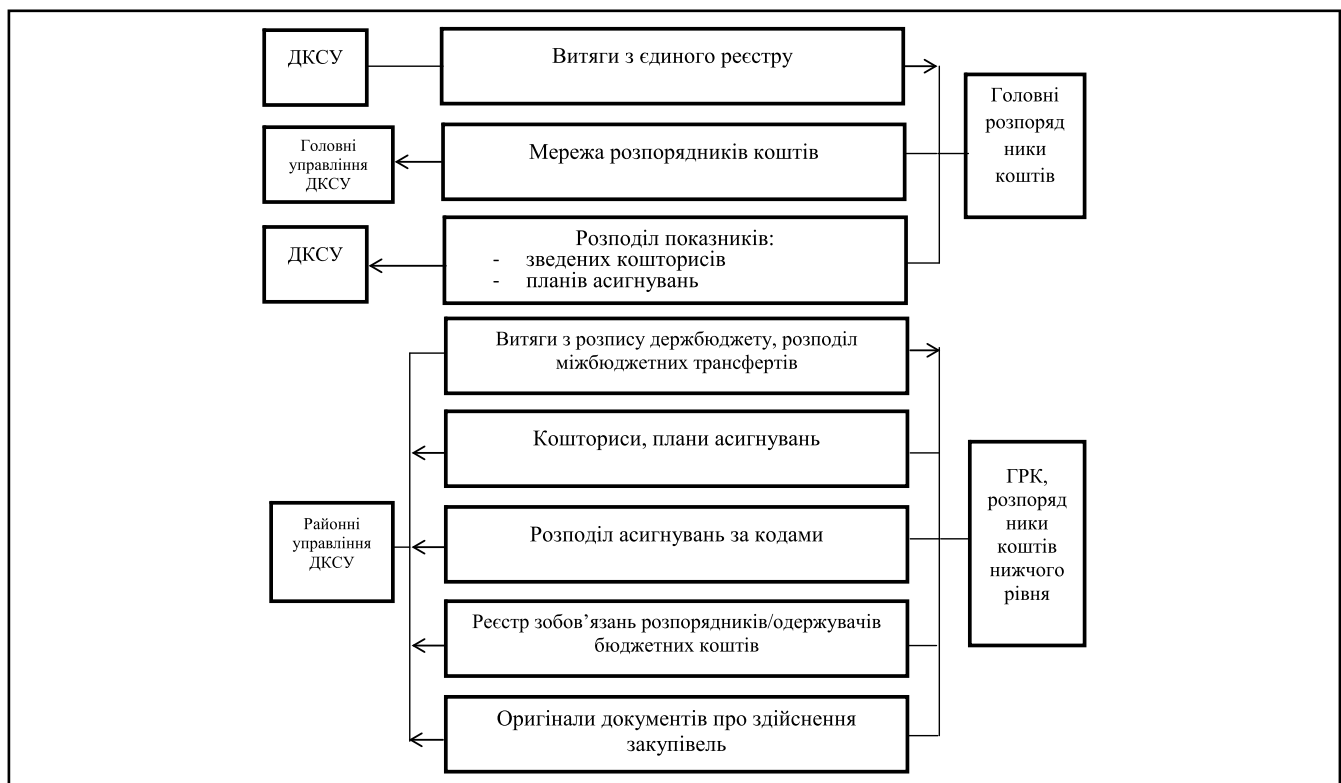 ДКСУ
Витяги з єдиного реєстру
Головні
управління
ДКСУ
Мережа розпорядників коштів
ДКСУ
Розподіл показників:
- зведених кошторисів
- планів асигнувань
Головні
розпоряд
ники
коштів
Витяги з розпису держбюджету, розподіл
міжбюджетних трансфертів
Кошториси, плани асигнувань
Районні
управління
ДКСУ
Розподіл асигнувань за кодами
Реєстр зобов’язань розпорядників/одержувачів
бюджетних коштів
Оригінали документів про здійснення
закупівель
ГРК,
розпоряд
ники
коштів
нижчого
рівня